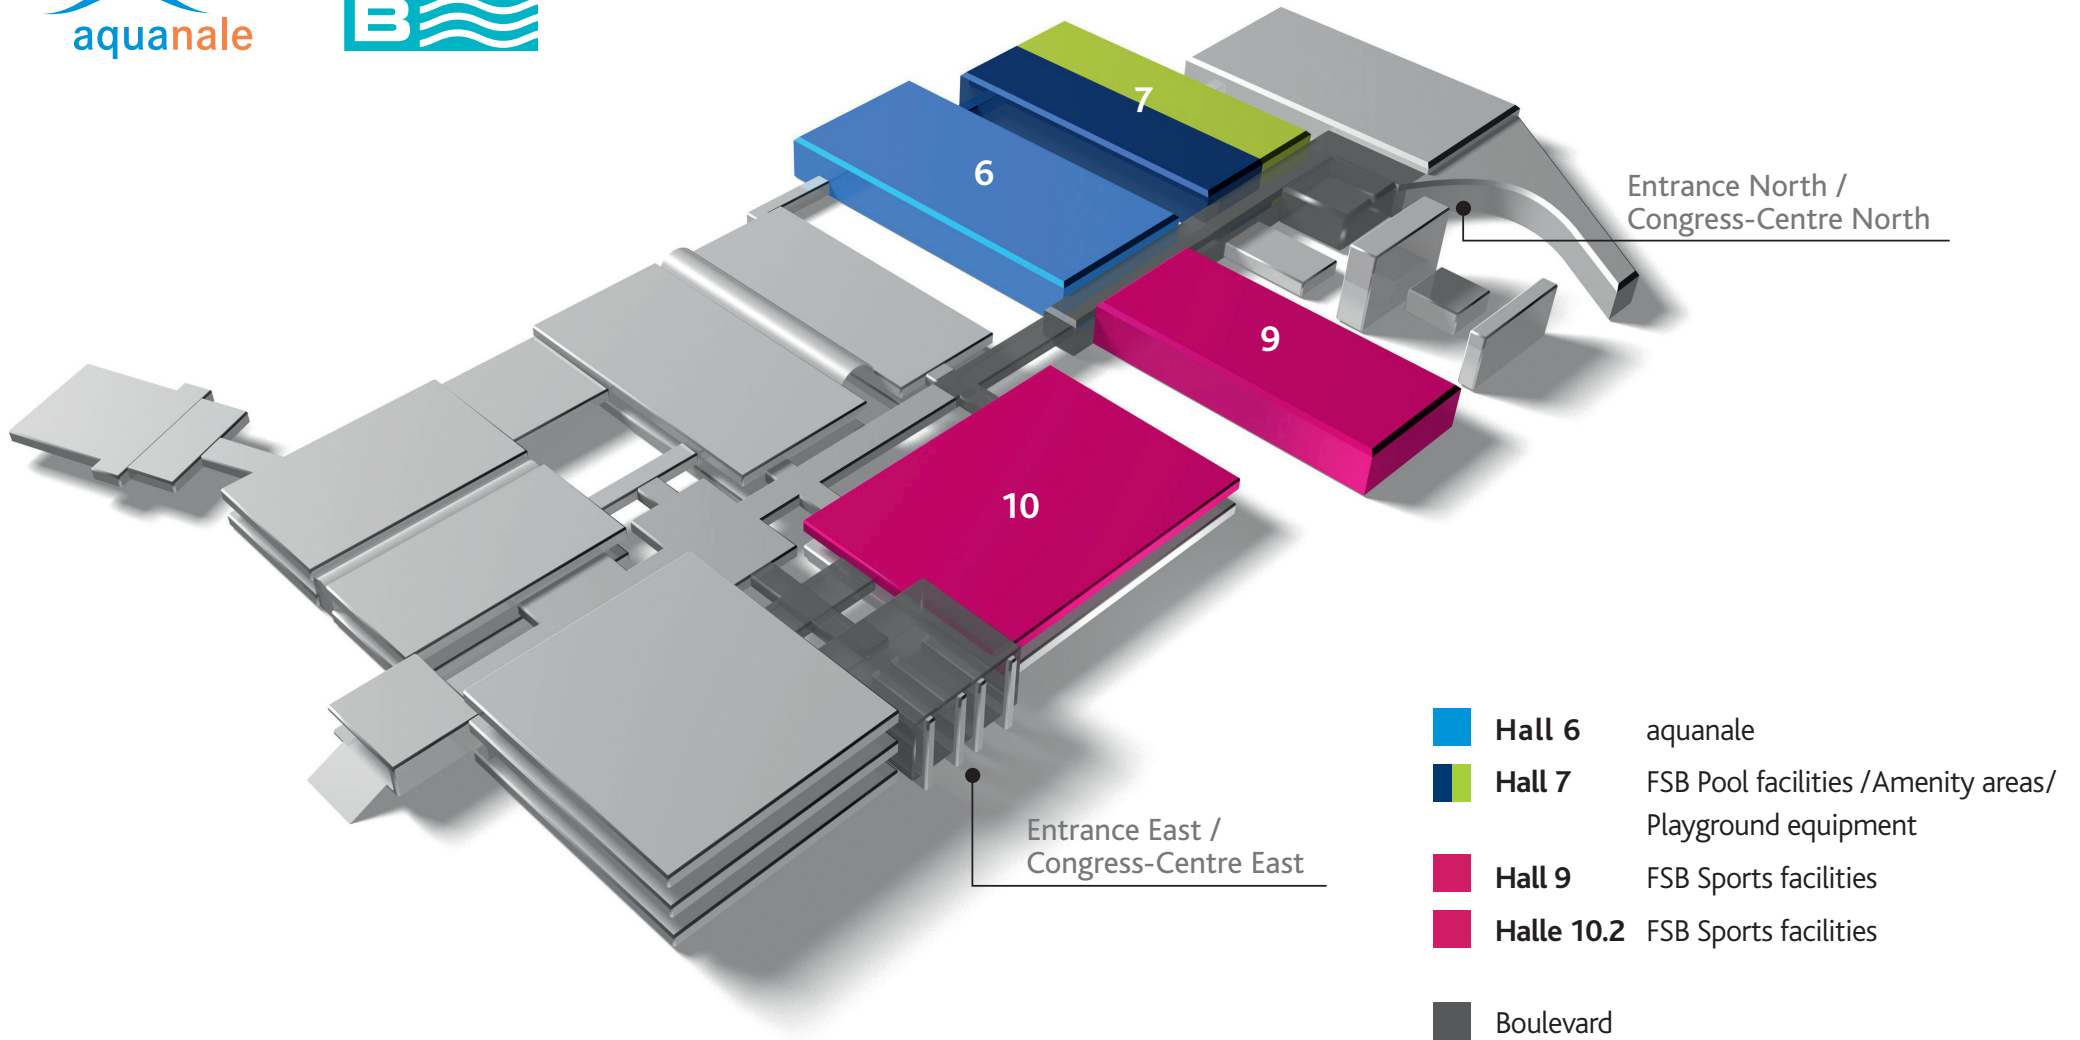 aquanale
B
7
6
Entrance North /
Congress-Centre North
9
10
Entrance East /
Congress-Centre East
Hall 6 aquanale
Hall 7 FSB Pool facilities /Amenity areas/
Playground equipment
Hall 9 FSB Sports facilities
Halle 10.2 FSB Sports facilities
Boulevard